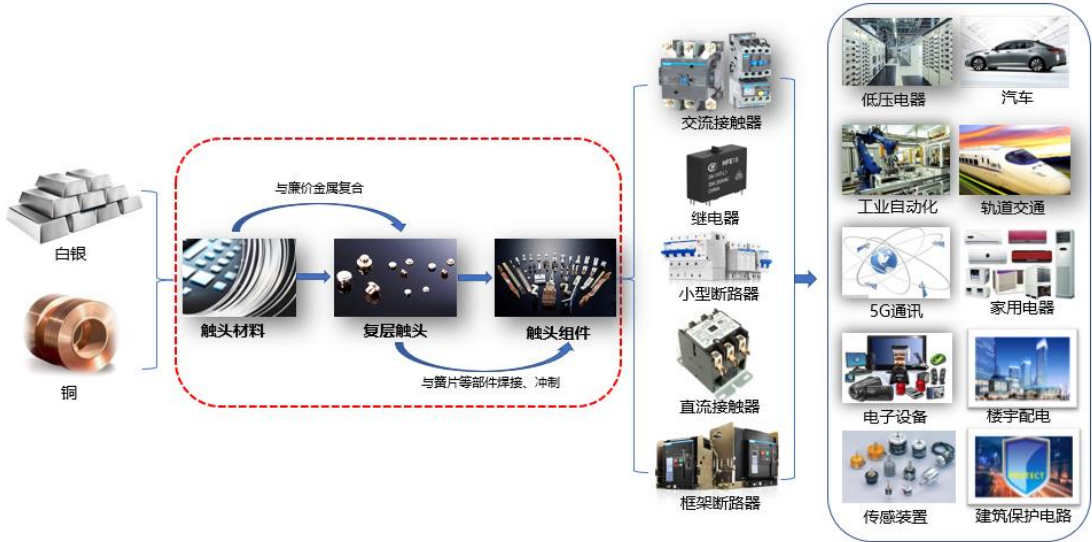 白银
铜
与廉价金属复合
触头材料
复层触头
触头组件
与簧片等部件焊接、冲制
交流接触器
HFE15
继电器
小型断路器
直流接触器
框架断路器
低压电器
汽车
工业自动化
轨道交通
5G通讯
家用电器
电子设备
楼宇配电
PROTECT
传感装置
建筑保护电路